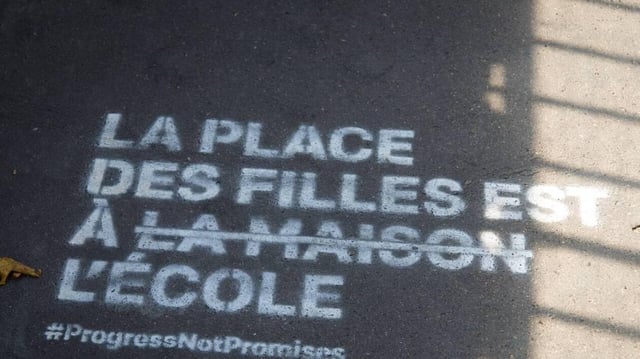 LA PLACE
DES FILLES EST
À LA MAISON
L'ÉCOLE
#ProgressNotPromises